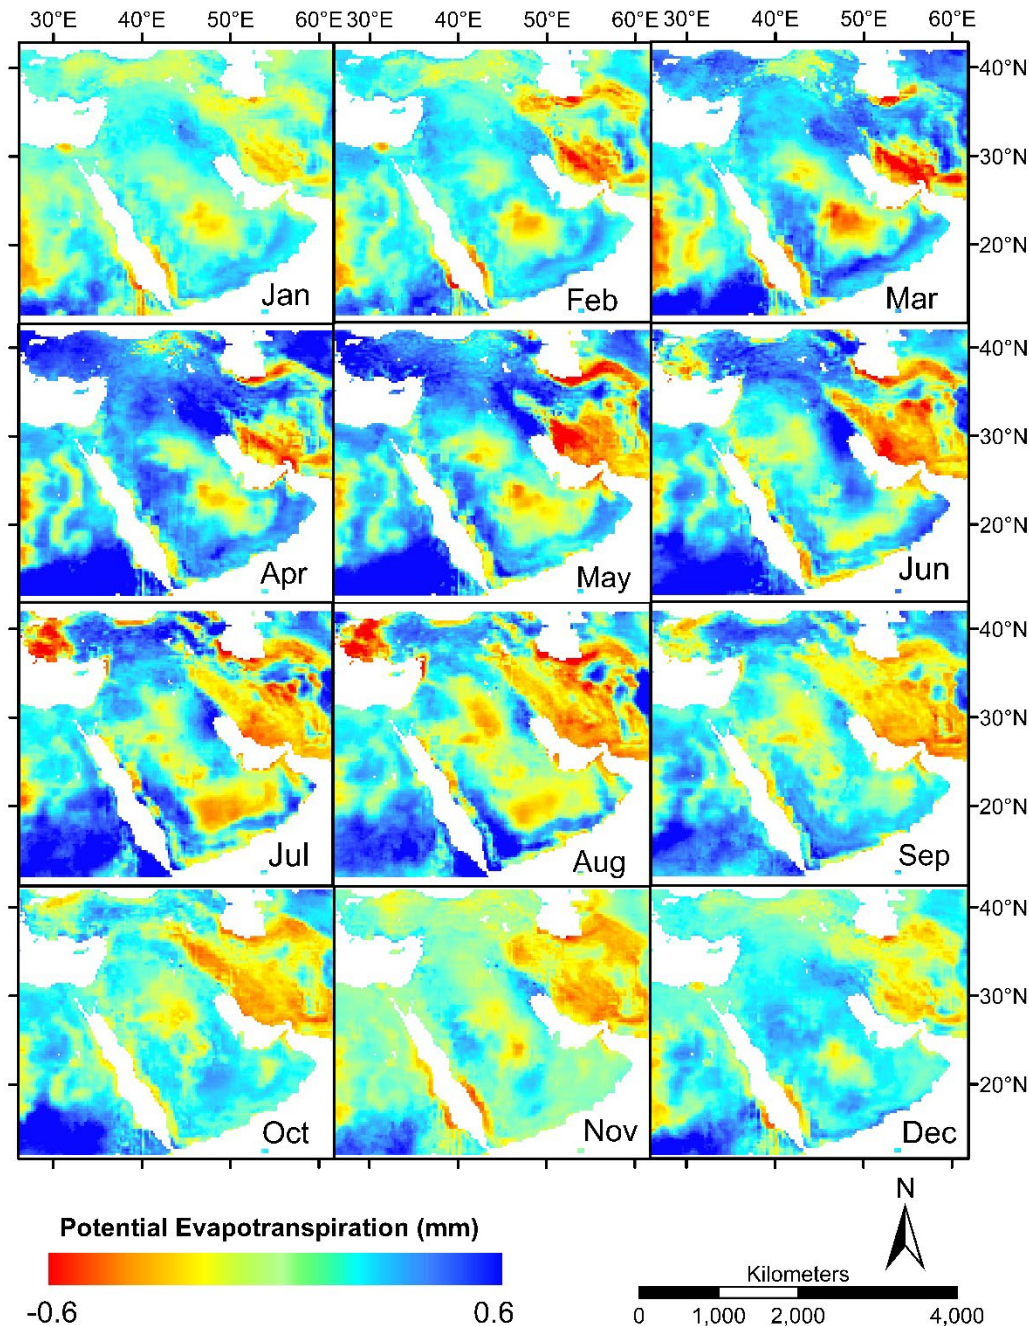 30°E 40°E 50°E 60°E 30°E 40°E 50°E 60°E 30°E 40°E 50°E 60°E
40°N
30°N
20°N
Jan Feb Mar
40°N
30°N
20°N
Apr May Jun
40°N
30°N
20°N
Jul Aug Sep
40°N
30°N
20°N
Oct Nov Dec
N
Potential Evapotranspiration (mm)
-0.6 0.6
Kilometers
0 1,000 2,000 4,000